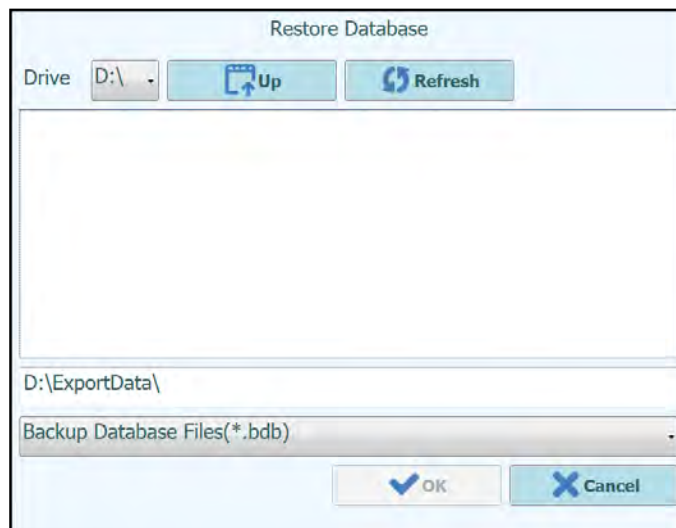 Restore Database
Drive D:\ Up Refresh
D:\ExportData\
Backup Database Files(*.bdb)
OK Cancel